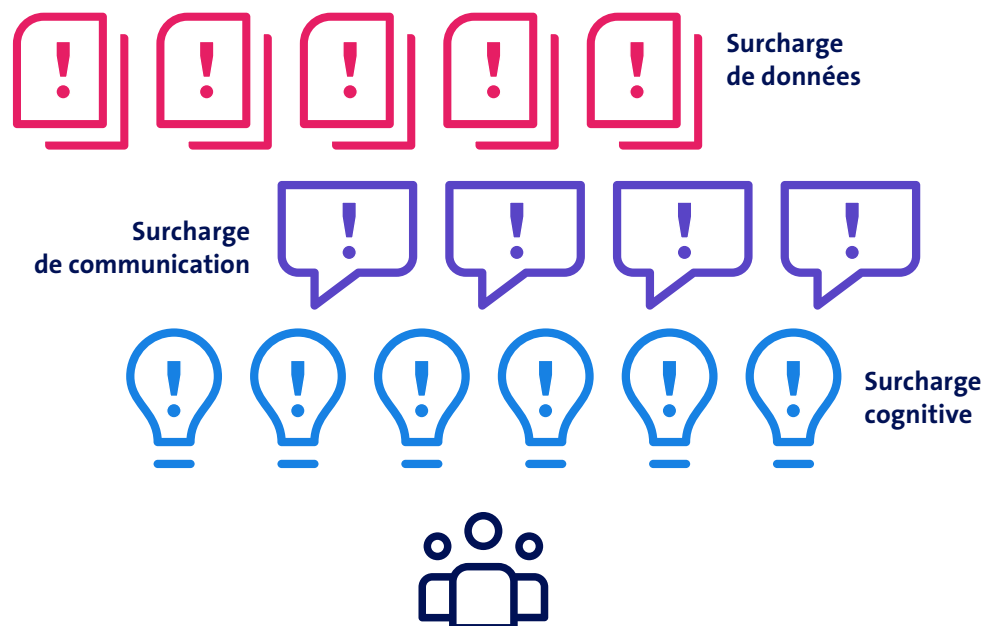 Surcharge
de données
Surcharge
de communication
Surcharge
cognitive